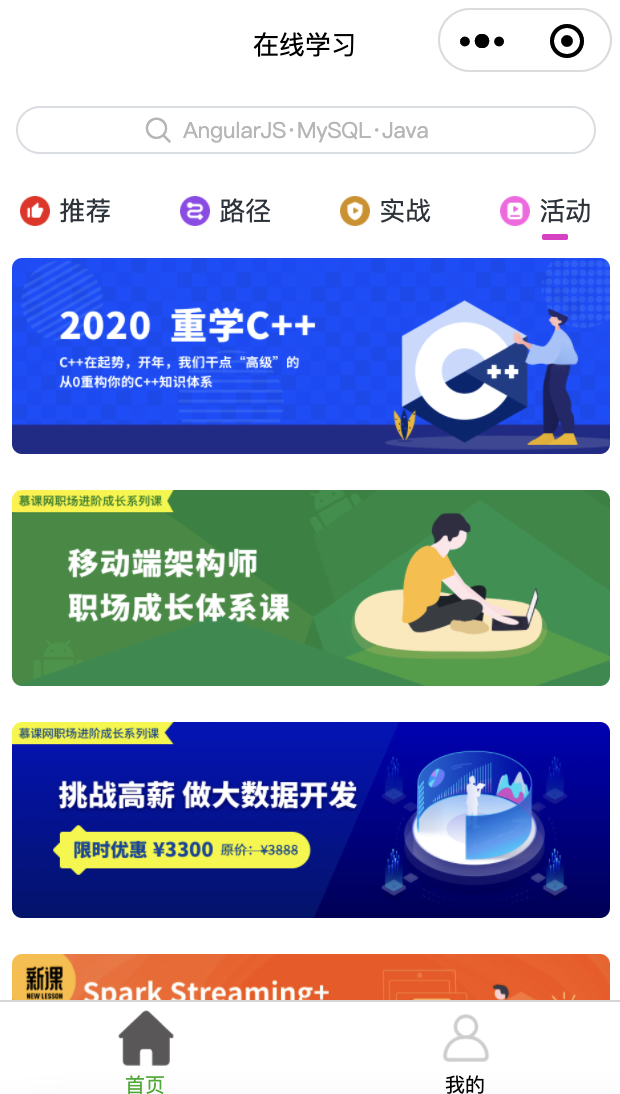 在线学习
AngularJS·MySQL·Java
推荐
路径
实战
活动
2020 重学C++
C++在起势，开年，我们干点“高级”的
从0重构你的C++知识体系
慕课网职场进阶成长系列课
移动端架构师
职场成长体系课
慕课网职场进阶成长系列课
挑战高薪 做大数据开发
限时优惠 ¥3300 原价：¥3888
新课
NEW LESSON
Spark Streaming+
首页
我的